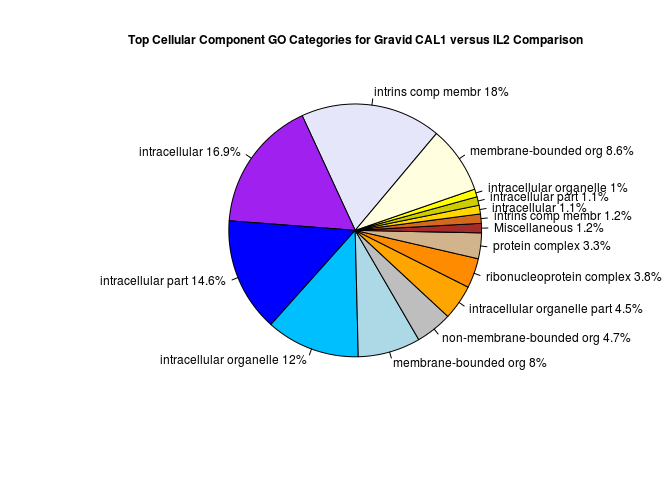 Top Cellular Component GO Categories for Gravid CAL1 versus IL2 Comparison
intrins comp membr 18%
membrane-bounded org 8.6%
intracellular 16.9%
intracellular organelle 1%
intracellular part 1.1%
intracellular 1.1%
intrins comp membr 1.2%
Miscellaneous 1.2%
protein complex 3.3%
intracellular part 14.6%
ribonucleoprotein complex 3.8%
intracellular organelle part 4.5%
non-membrane-bounded org 4.7%
intracellular organelle 12%
membrane-bounded org 8%